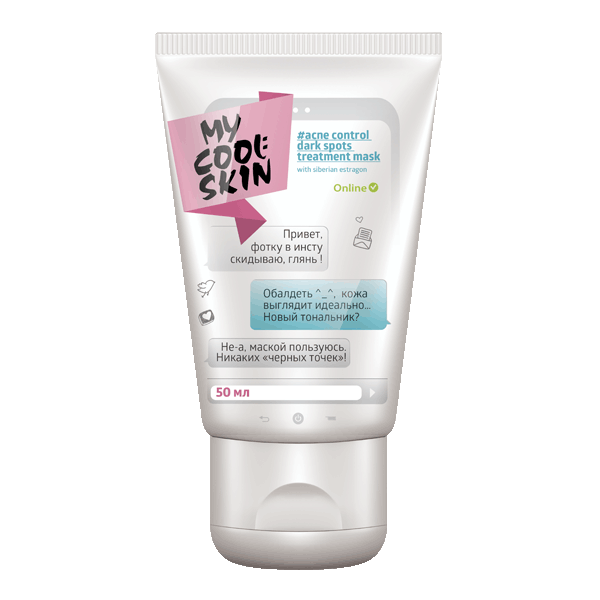 MY
COOL
SKIN
#acne control
dark spots
treatment mask
with siberian estragon
Online
Привет,
фотку в инсту
скидываю, глянь !
Обалдеть ^_^, кожа
выглядит идеально...
Новый тональник?
Не-а, маской пользуюсь.
Никаких «черных точек»!
50 мл